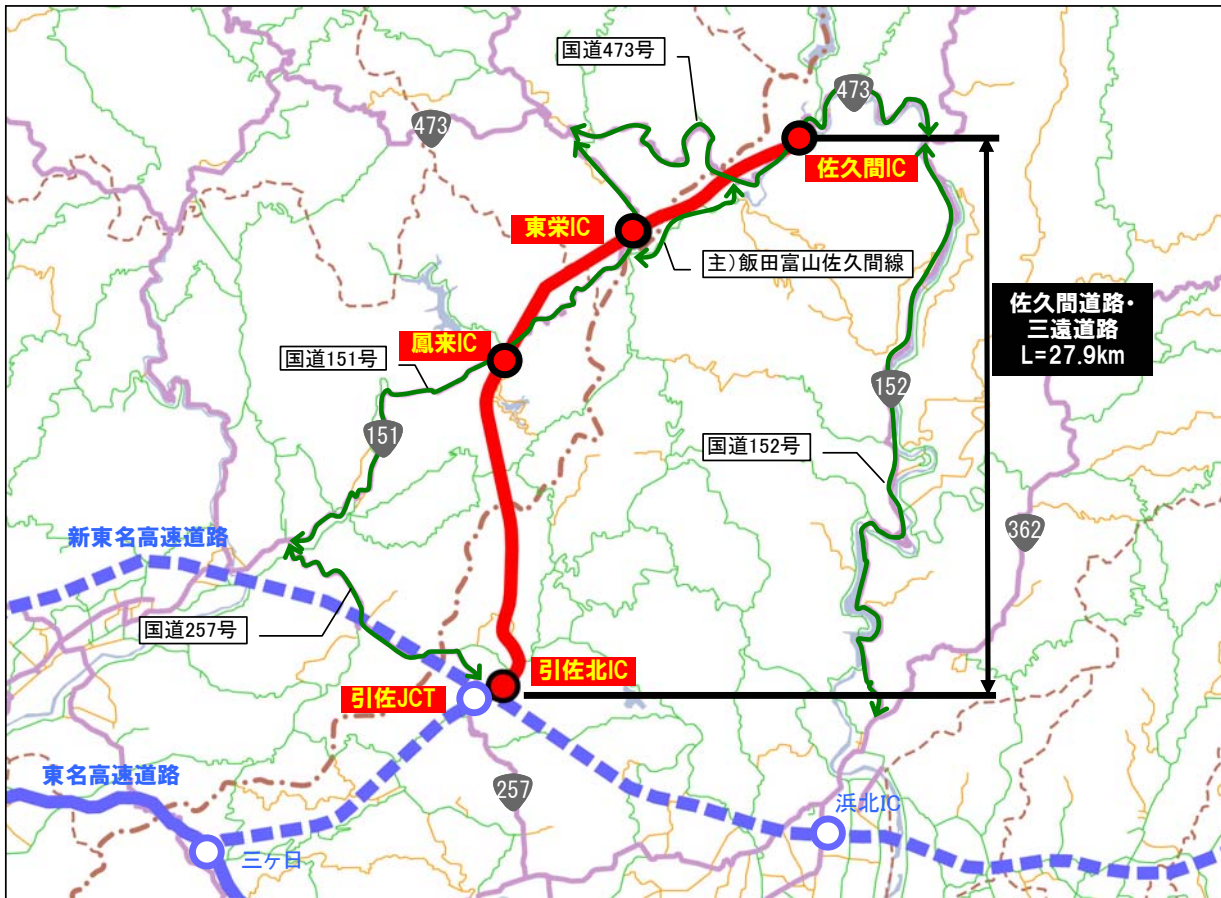 国道473号
473
473
佐久間IC
東栄IC
主)飯田富山佐久間線
佐久間道路・
三遠道路
L=27.9km
鳳来IC
国道151号
152
151
国道152号
新東名高速道路
362
国道257号
引佐北IC
引佐JCT
東名高速道路
257
浜北IC
三ヶ日